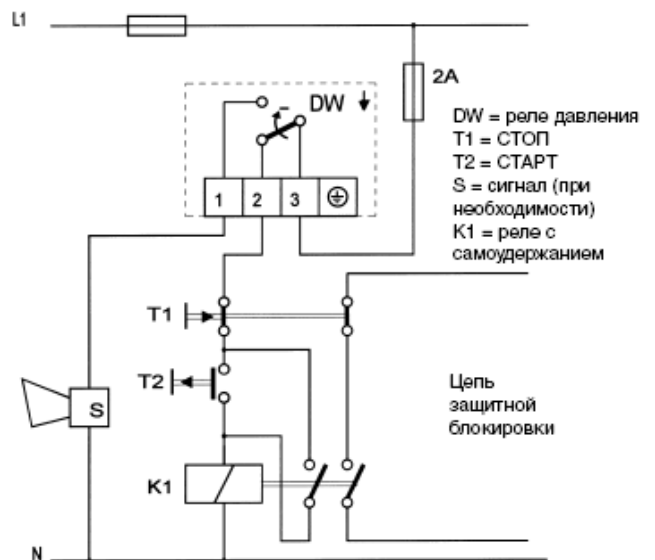 L1
2A
DW
DW = реле давления
T1 = СТОП
T2 = СТАРТ
S = сигнал (при
необходимости)
K1 = реле с
самоудержанием
1 2 3
T1
T2
Цепь
защитной
блокировки
S
K1
N